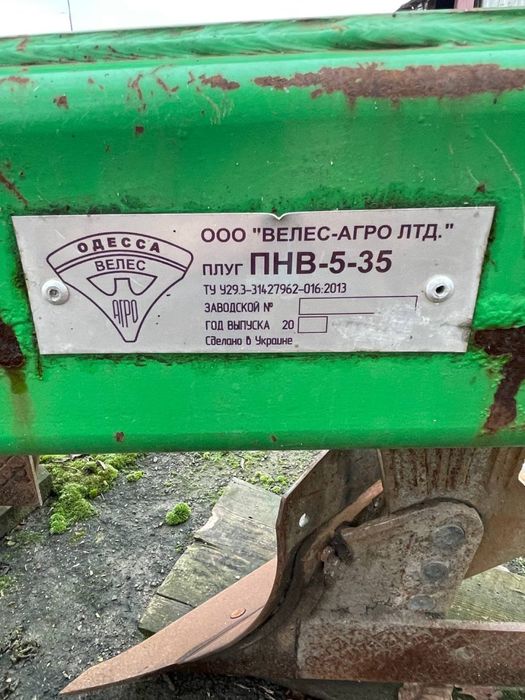 ОДЕССА
ВЕЛЕС
АГРО
ООО "ВЕЛЕС-АГРО ЛТД."
ПЛУГ ПНВ-5-35
ТУ У29.3-31427962-016:2013
ЗАВОДСКОЙ №
ГОД ВЫПУСКА 20
Сделано в Украине